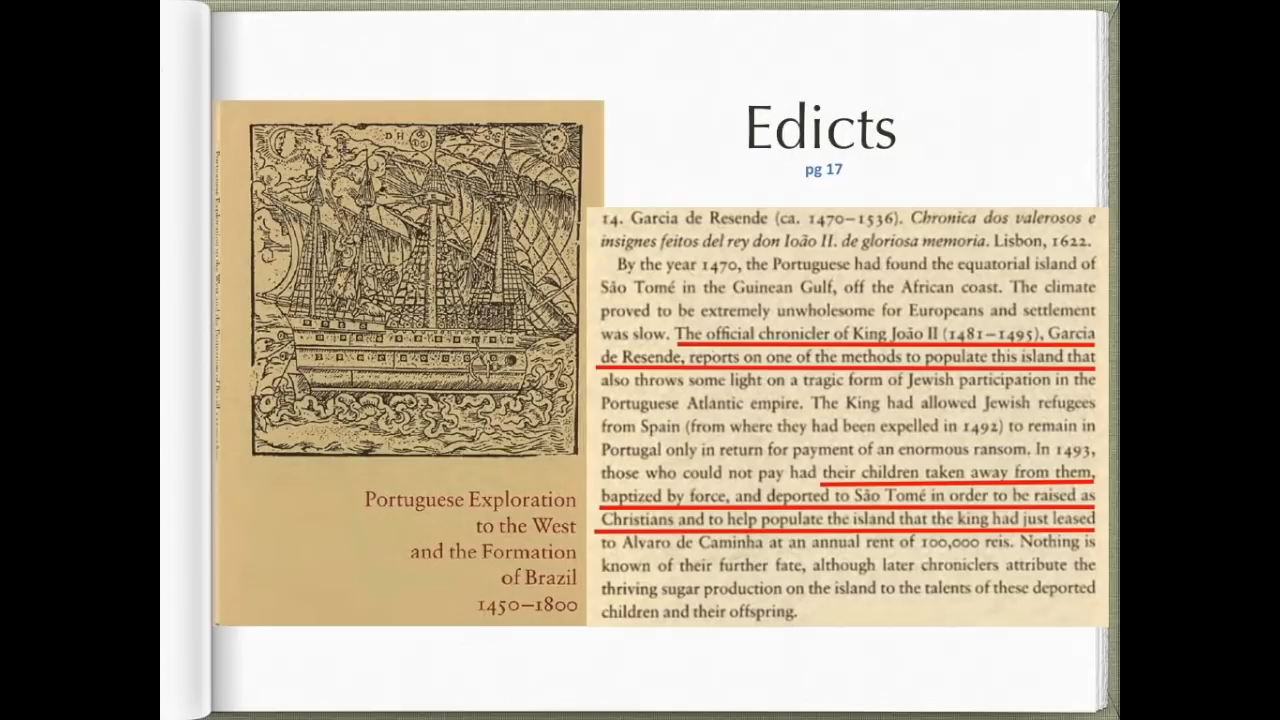 Edicts
pg 17
D H
Portuguese Exploration
to the West
and the Formation
of Brazil
1450–1800
14. Garcia de Resende (ca. 1470–1536). Chronica dos valerosos e
insignes feitos del rey don Ioão II. de gloriosa memoria. Lisbon, 1622.
By the year 1470, the Portuguese had found the equatorial island of
São Tomé in the Guinean Gulf, off the African coast. The climate
proved to be extremely unwholesome for Europeans and settlement
was slow. The official chronicler of King João II (1481–1495), Garcia
de Resende, reports on one of the methods to populate this island that
also throws some light on a tragic form of Jewish participation in the
Portuguese Atlantic empire. The King had allowed Jewish refugees
from Spain (from where they had been expelled in 1492) to remain in
Portugal only in return for payment of an enormous ransom. In 1493,
those who could not pay had their children taken away from them,
baptized by force, and deported to São Tomé in order to be raised as
Christians and to help populate the island that the king had just leased
to Alvaro de Caminha at an annual rent of 100,000 reis. Nothing is
known of their further fate, although later chroniclers attribute the
thriving sugar production on the island to the talents of these deported
children and their offspring.